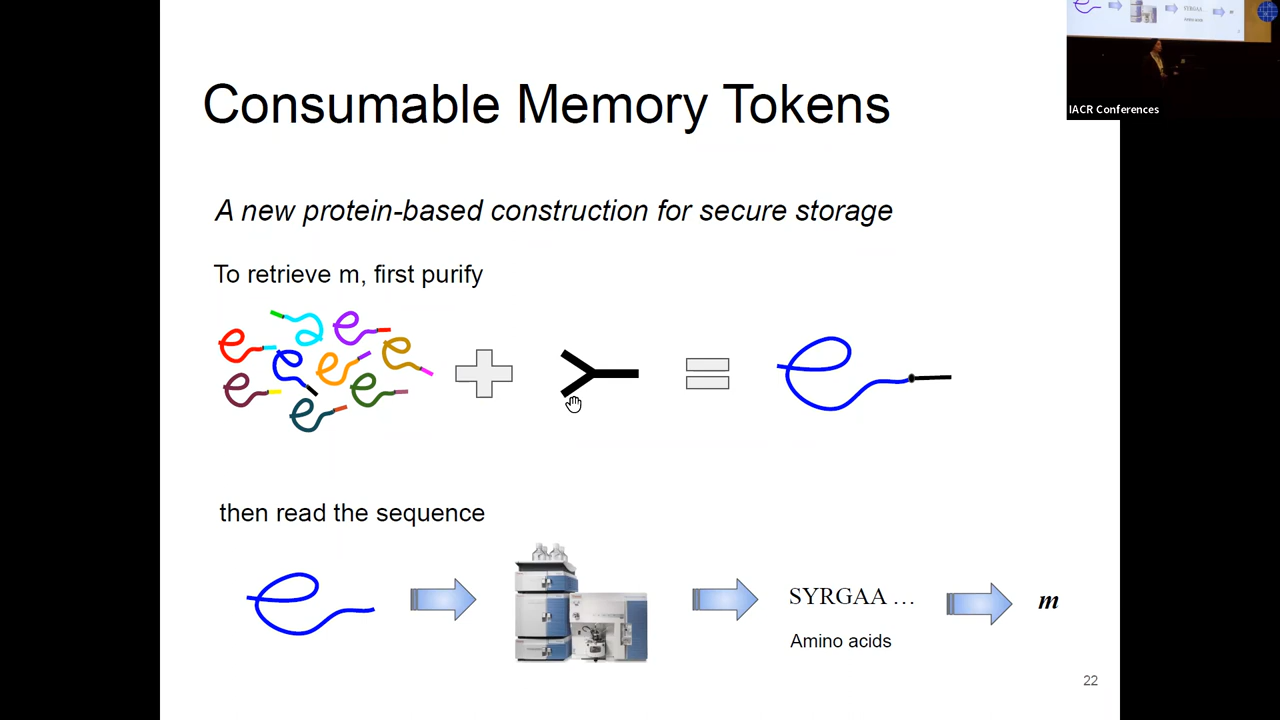 Consumable Memory Tokens
IACR Conferences
A new protein-based construction for secure storage
To retrieve m, first purify
then read the sequence
SYRGAA ...
m
Amino acids
22